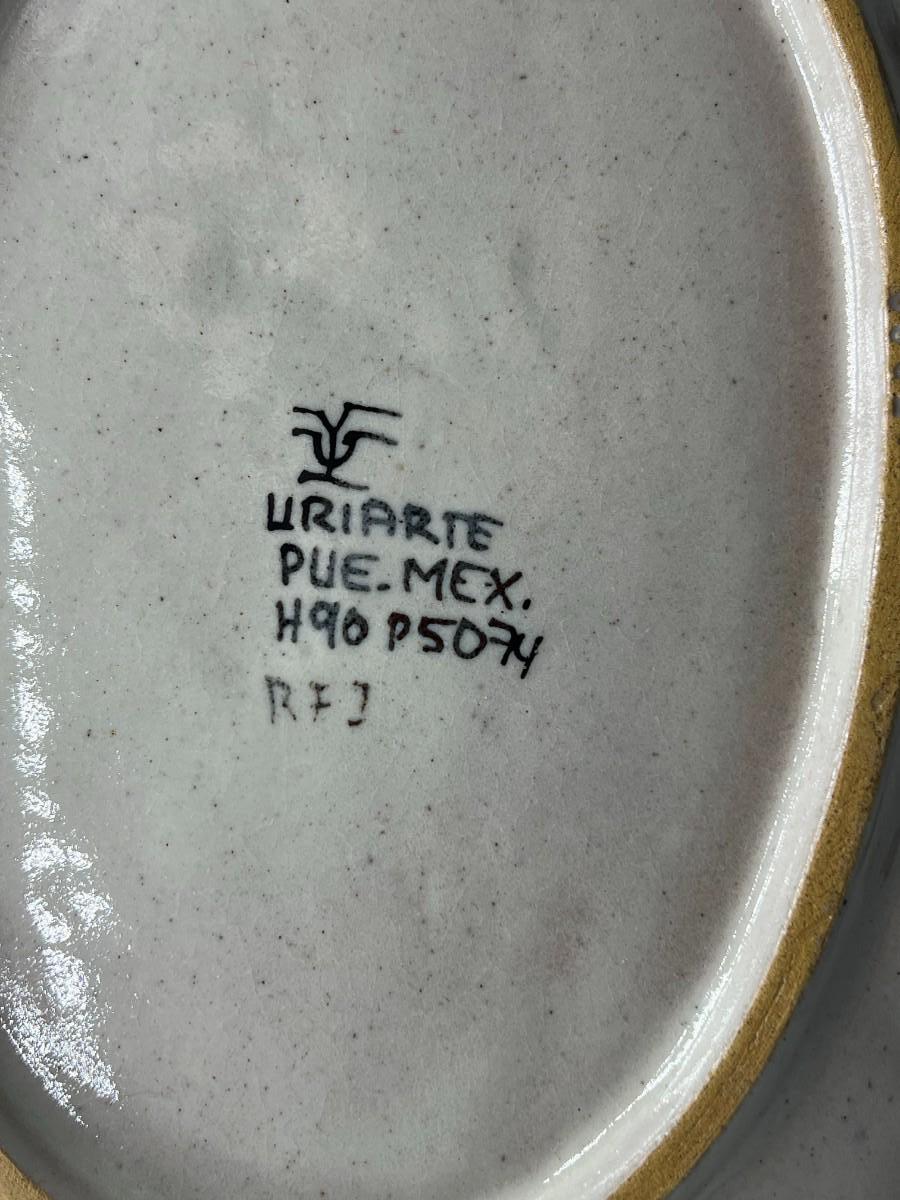 URIARTE
PUE-MEX.
H90 P5074
RFJ